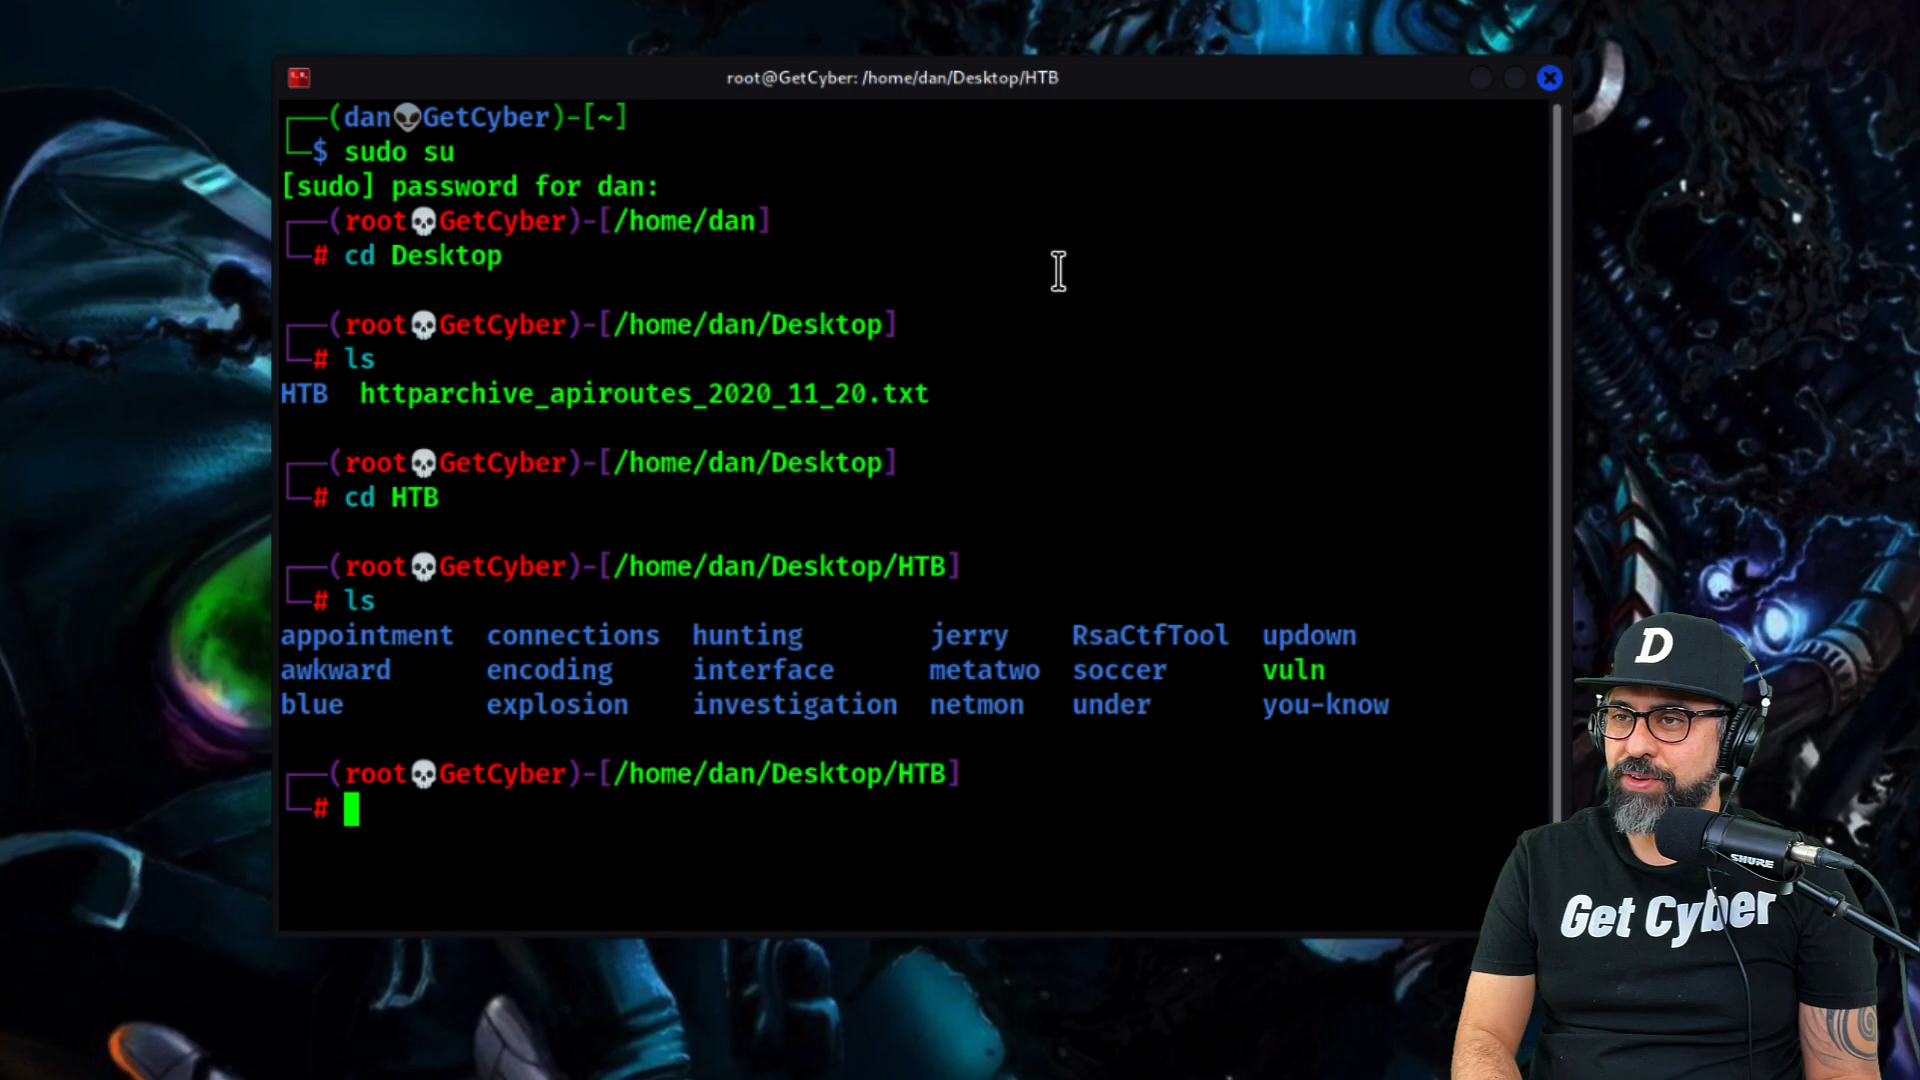 root@GetCyber: /home/dan/Desktop/HTB
┌──(dan👽GetCyber)-[~]
└─$ sudo su
[sudo] password for dan:
┌──(root💀GetCyber)-[/home/dan]
└─# cd Desktop
┌──(root💀GetCyber)-[/home/dan/Desktop]
└─# ls
HTB  httparchive_apiroutes_2020_11_20.txt
┌──(root💀GetCyber)-[/home/dan/Desktop]
└─# cd HTB
┌──(root💀GetCyber)-[/home/dan/Desktop/HTB]
└─# ls
appointment  connections  hunting        jerry    RsaCtfTool  updown
awkward      encoding     interface      metatwo  soccer      vuln
blue         explosion    investigation  netmon   under       you-know
┌──(root💀GetCyber)-[/home/dan/Desktop/HTB]
└─#
D
SHURE
Get Cyber